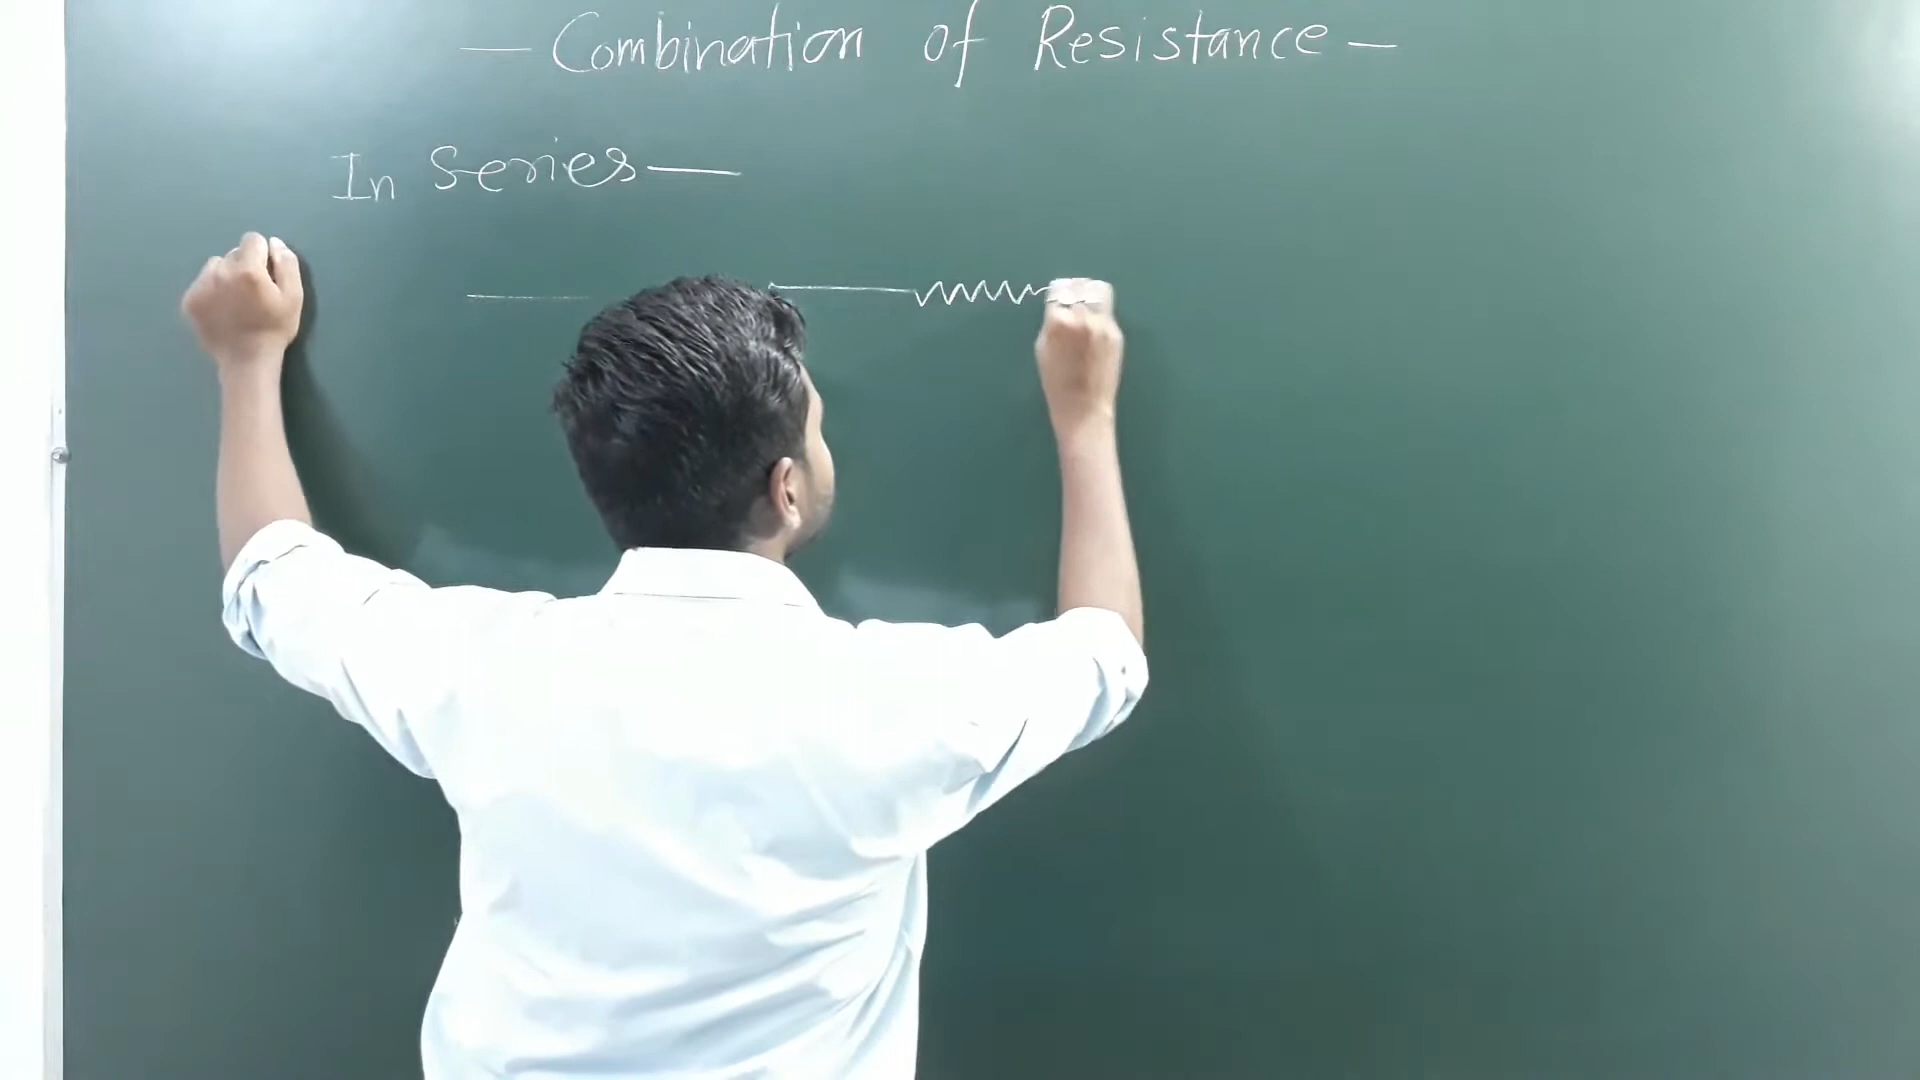 — Combination of Resistance —
In Series —